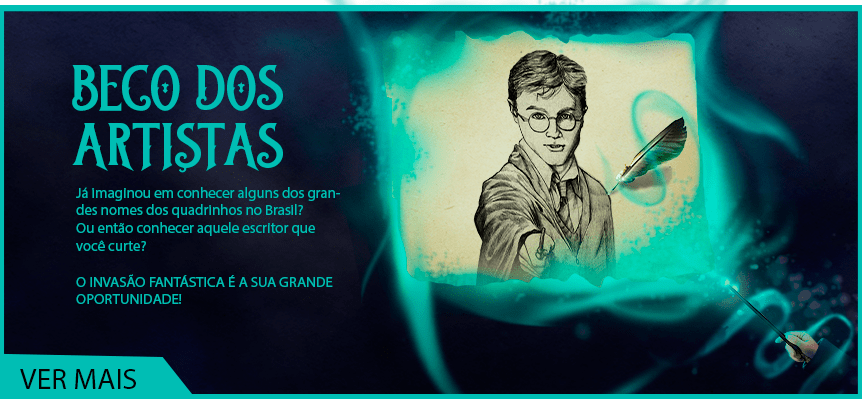 BECO DOS
ARTISTAS
Já imaginou em conhecer alguns dos gran-
des nomes dos quadrinhos no Brasil?
Ou então conhecer aquele escritor que
você curte?
O INVASÃO FANTÁSTICA É A SUA GRANDE
OPORTUNIDADE!
VER MAIS